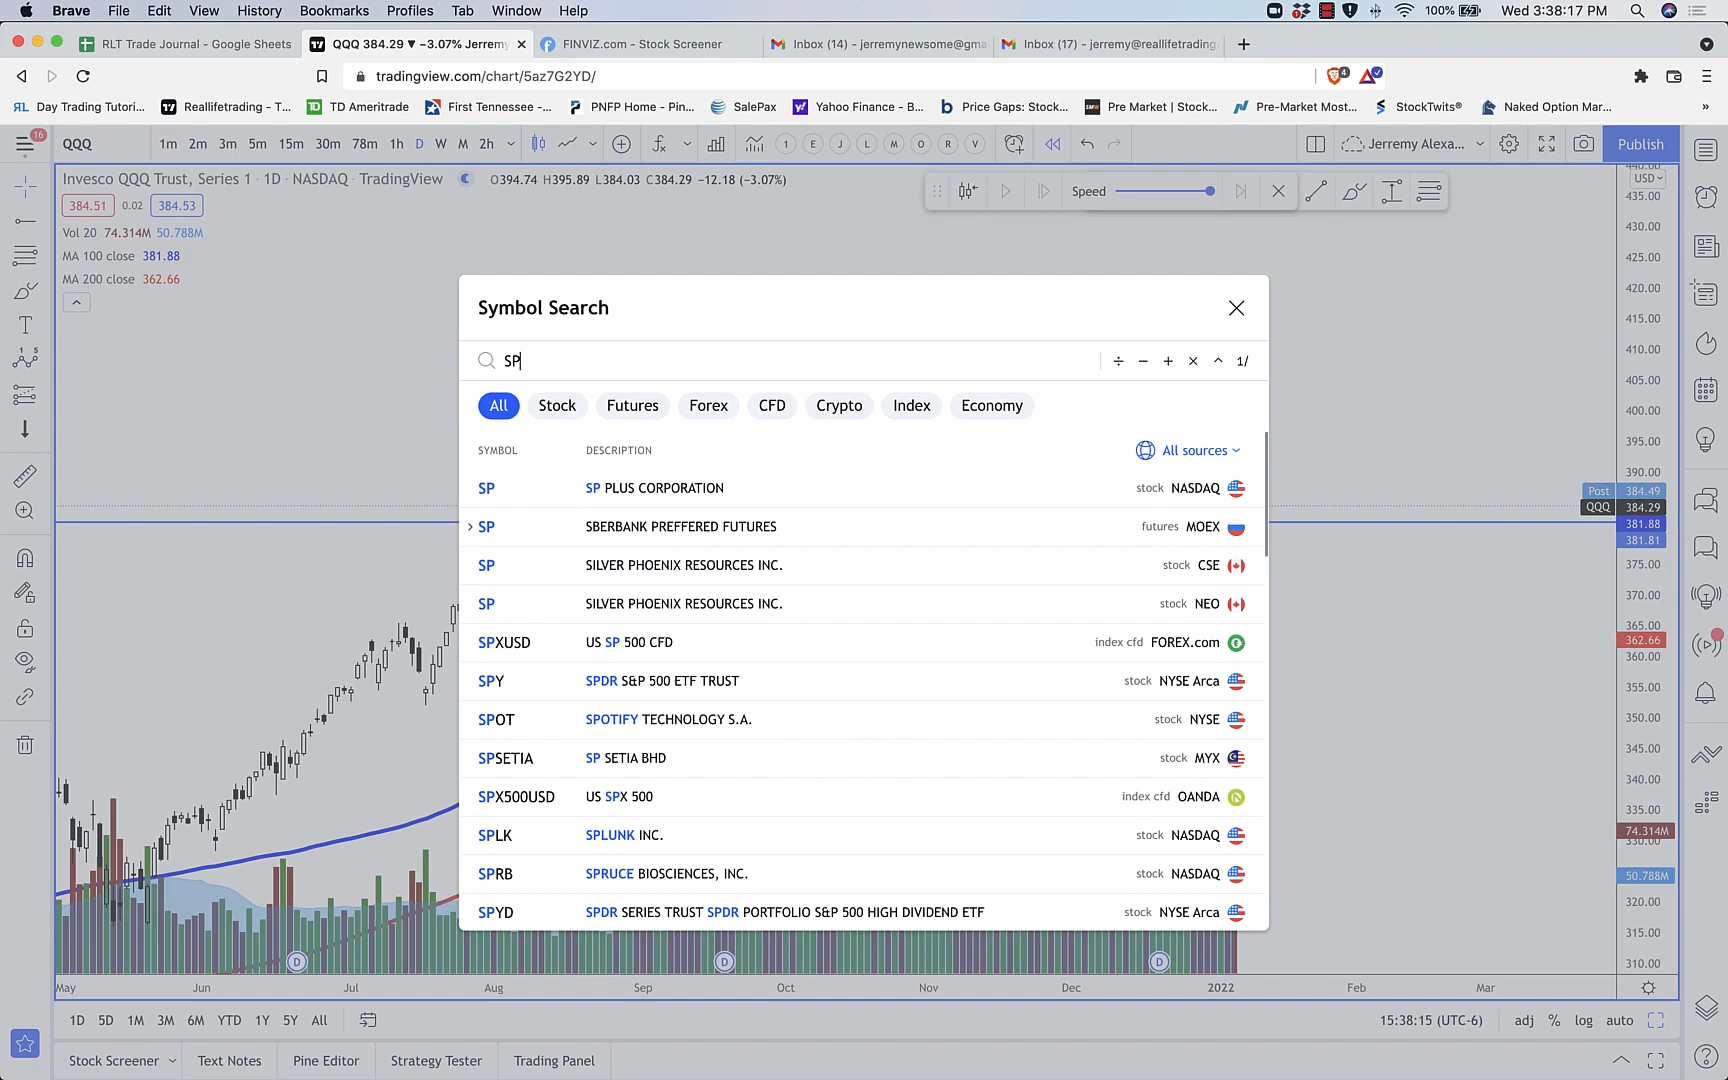 Brave File Edit View History Bookmarks Profiles Tab Window Help 100% Wed 3:38:17 PM
RLT Trade Journal - Google Sheets QQQ 384.29 ▼ −3.07% Jerremy FINVIZ.com - Stock Screener Inbox (14) - jerremynewsome@gma Inbox (17) - jerremy@reallifetrading.
tradingview.com/chart/5az7G2YD/
RL Day Trading Tutori... Reallifetrading - T... TD Ameritrade First Tennessee -... PNFP Home - Pin... SalePax Yahoo Finance - B... Price Gaps: Stock... Pre Market | Stock... Pre-Market Most... StockTwits® Naked Option Mar... »
16 QQQ 1m 2m 3m 5m 15m 30m 78m 1h D W M 2h 1 E J L M O R V Jerremy Alexa... Publish
Invesco QQQ Trust, Series 1 · 1D · NASDAQ · TradingView O394.74 H395.89 L384.03 C384.29 −12.18 (−3.07%)
Speed
384.51 0.02 384.53
Vol 20 74.314M 50.788M
MA 100 close 381.88
MA 200 close 362.66
Symbol Search
SP ÷ − + × ^ 1/
All Stock Futures Forex CFD Crypto Index Economy
SYMBOL DESCRIPTION All sources
SP SP PLUS CORPORATION stock NASDAQ
SP SBERBANK PREFFERED FUTURES futures MOEX
SP SILVER PHOENIX RESOURCES INC. stock CSE
SP SILVER PHOENIX RESOURCES INC. stock NEO
SPXUSD US SP 500 CFD index cfd FOREX.com
SPY SPDR S&P 500 ETF TRUST stock NYSE Arca
SPOT SPOTIFY TECHNOLOGY S.A. stock NYSE
SPSETIA SP SETIA BHD stock MYX
SPX500USD US SPX 500 index cfd OANDA
SPLK SPLUNK INC. stock NASDAQ
SPRB SPRUCE BIOSCIENCES, INC. stock NASDAQ
SPYD SPDR SERIES TRUST SPDR PORTFOLIO S&P 500 HIGH DIVIDEND ETF stock NYSE Arca
USD
435.00
430.00
425.00
420.00
415.00
410.00
405.00
400.00
395.00
390.00
Post 384.49
QQQ 384.29
381.88
381.81
375.00
370.00
365.00
362.66
360.00
355.00
350.00
345.00
340.00
335.00
74.314M
330.00
50.788M
320.00
315.00
310.00
D D D
May Jun Jul Aug Sep Oct Nov Dec 2022 Feb Mar
1D 5D 1M 3M 6M YTD 1Y 5Y All 15:38:15 (UTC-6) adj % log auto
Stock Screener Text Notes Pine Editor Strategy Tester Trading Panel